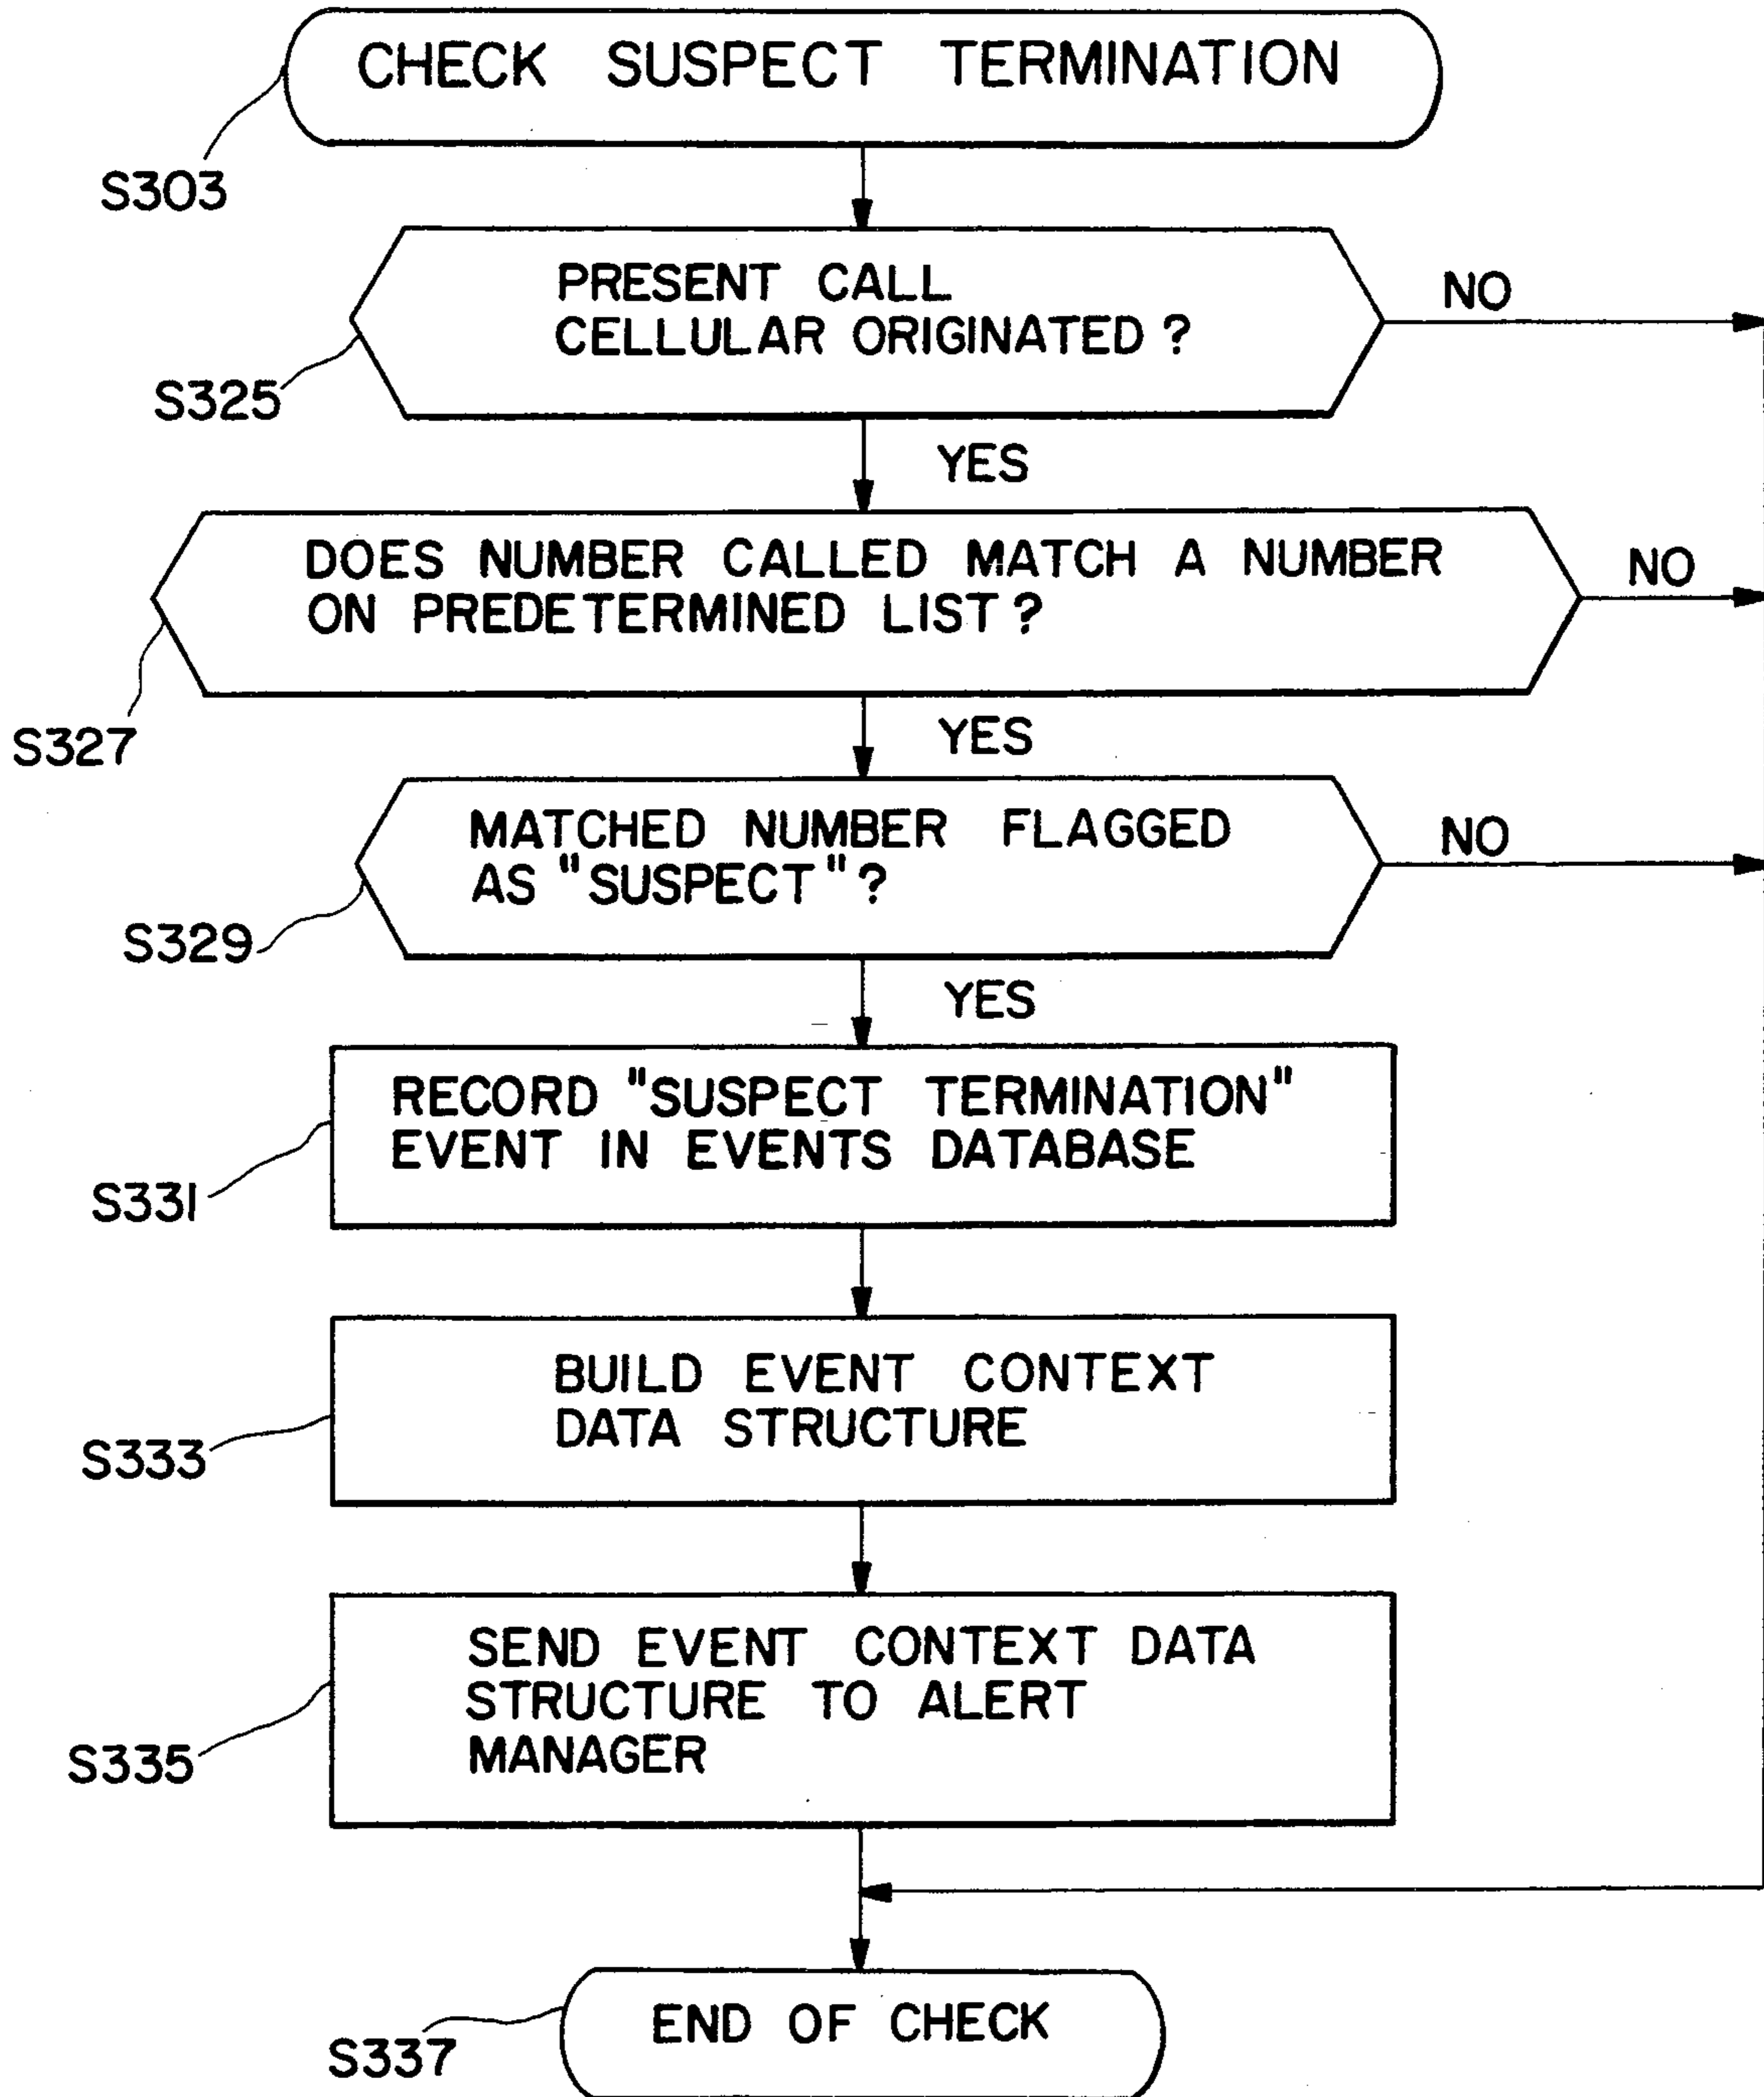 CHECK SUSPECT TERMINATION
S303
PRESENT CALL
CELLULAR ORIGINATED ?
NO
S325
YES
DOES NUMBER CALLED MATCH A NUMBER
ON PREDETERMINED LIST ?
NO
S327
YES
MATCHED NUMBER FLAGGED
AS "SUSPECT" ?
NO
S329
YES
RECORD "SUSPECT TERMINATION"
EVENT IN EVENTS DATABASE
S331
BUILD EVENT CONTEXT
DATA STRUCTURE
S333
SEND EVENT CONTEXT DATA
STRUCTURE TO ALERT
MANAGER
S335
END OF CHECK
S337